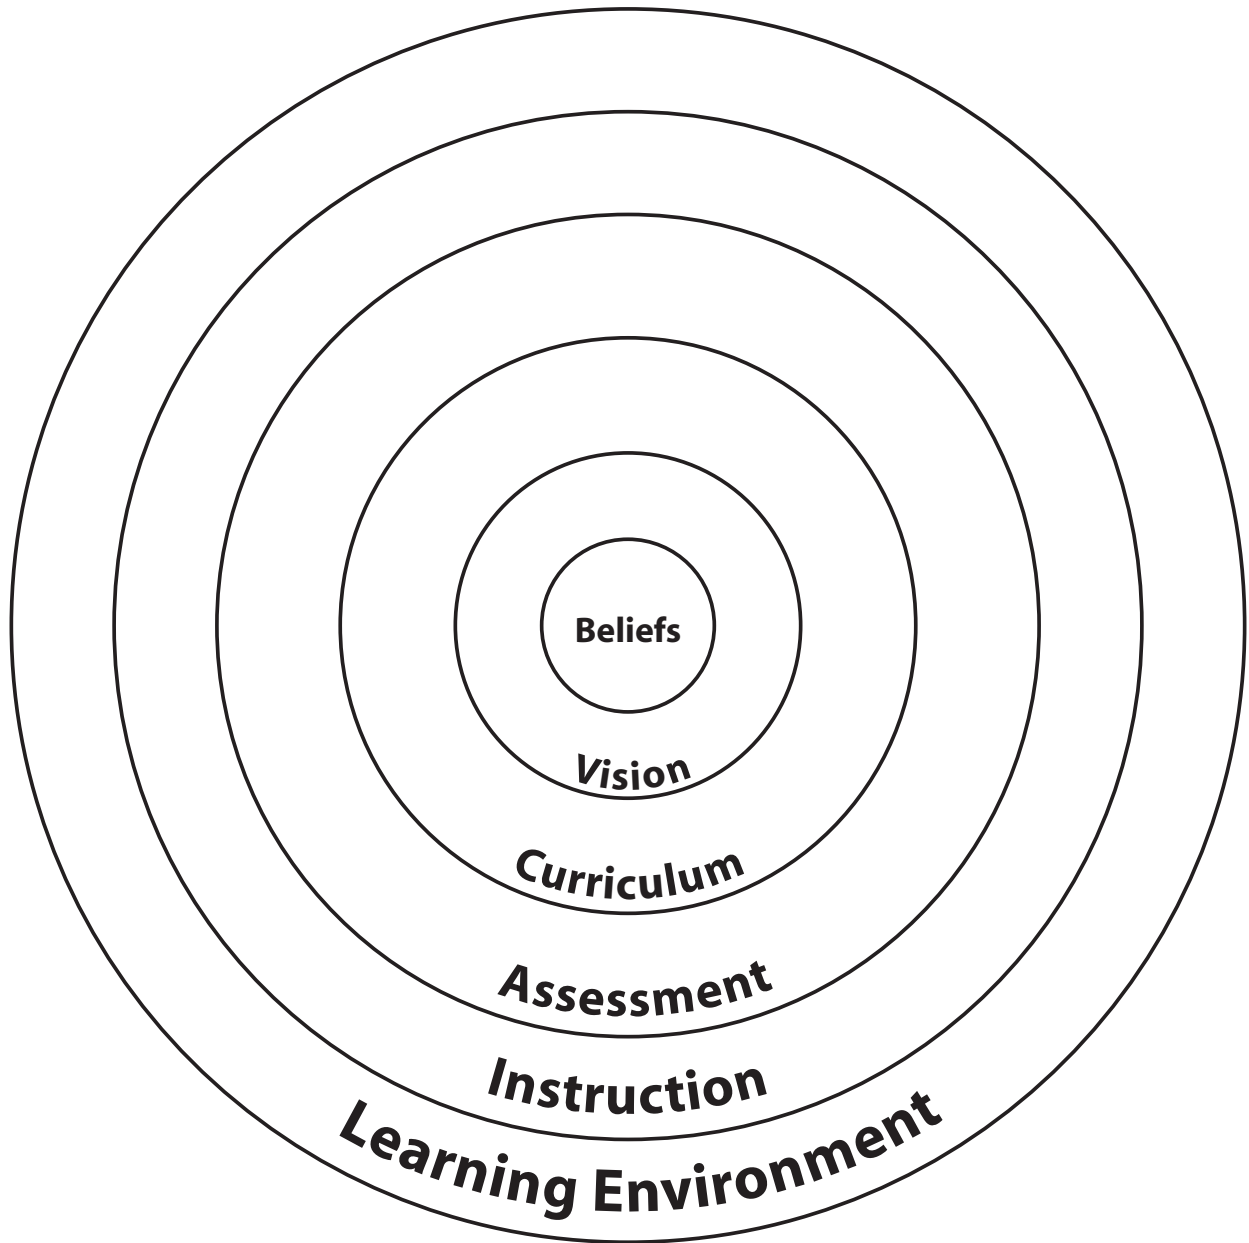 Beliefs
Vision
Curriculum
Assessment
Instruction
Learning Environment